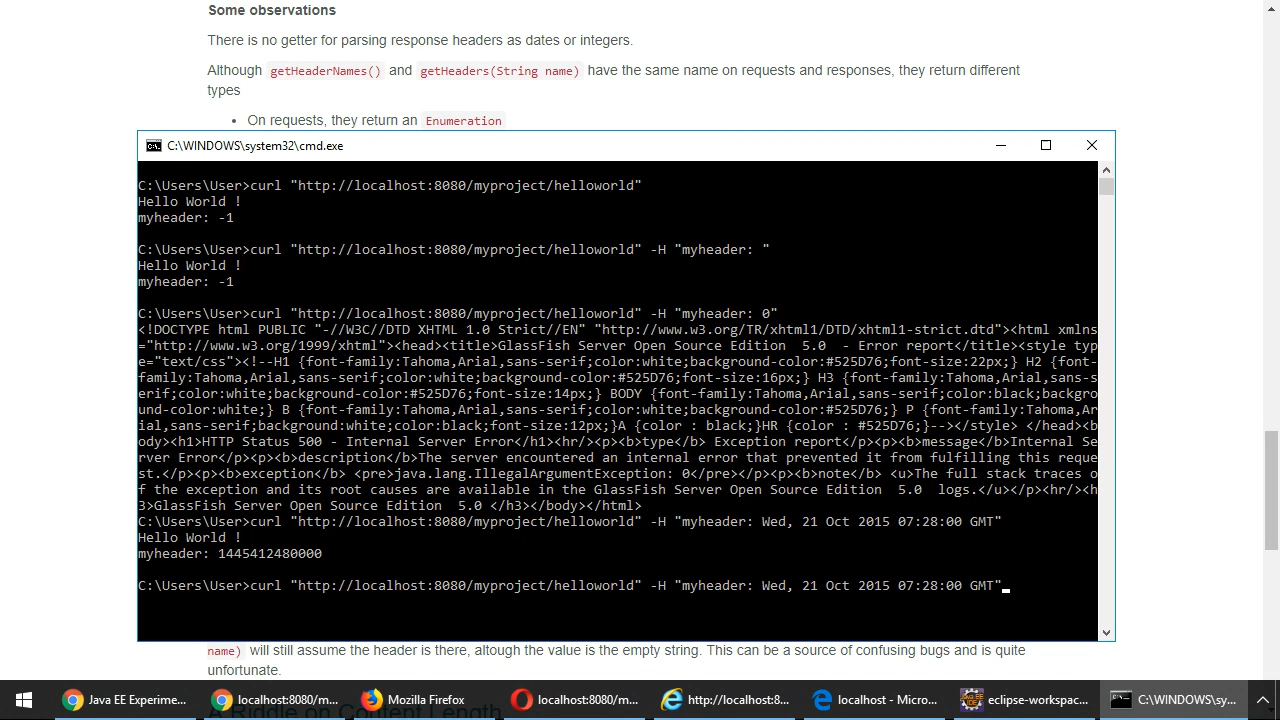 Some observations
There is no getter for parsing response headers as dates or integers.
Although getHeaderNames() and getHeaders(String name) have the same name on requests and responses, they return different
types
• On requests, they return an Enumeration
C:\WINDOWS\system32\cmd.exe
C:\Users\User>curl "http://localhost:8080/myproject/helloworld"
Hello World !
myheader: -1
C:\Users\User>curl "http://localhost:8080/myproject/helloworld" -H "myheader: "
Hello World !
myheader: -1
C:\Users\User>curl "http://localhost:8080/myproject/helloworld" -H "myheader: 0"
<!DOCTYPE html PUBLIC "-//W3C//DTD XHTML 1.0 Strict//EN" "http://www.w3.org/TR/xhtml1/DTD/xhtml1-strict.dtd"><html xmlns
="http://www.w3.org/1999/xhtml"><head><title>GlassFish Server Open Source Edition  5.0  - Error report</title><style typ
e="text/css"><!--H1 {font-family:Tahoma,Arial,sans-serif;color:white;background-color:#525D76;font-size:22px;} H2 {font-
family:Tahoma,Arial,sans-serif;color:white;background-color:#525D76;font-size:16px;} H3 {font-family:Tahoma,Arial,sans-s
erif;color:white;background-color:#525D76;font-size:14px;} BODY {font-family:Tahoma,Arial,sans-serif;color:black;backgro
und-color:white;} B {font-family:Tahoma,Arial,sans-serif;color:white;background-color:#525D76;} P {font-family:Tahoma,Ar
ial,sans-serif;background:white;color:black;font-size:12px;}A {color : black;}HR {color : #525D76;}--></style> </head><b
ody><h1>HTTP Status 500 - Internal Server Error</h1><hr/><p><b>type</b> Exception report</p><p><b>message</b>Internal Se
rver Error</p><p><b>description</b>The server encountered an internal error that prevented it from fulfilling this reque
st.</p><p><b>exception</b> <pre>java.lang.IllegalArgumentException: 0</pre></p><p><b>note</b> <u>The full stack traces o
f the exception and its root causes are available in the GlassFish Server Open Source Edition  5.0  logs.</u></p><hr/><h
3>GlassFish Server Open Source Edition  5.0 </h3></body></html>
C:\Users\User>curl "http://localhost:8080/myproject/helloworld" -H "myheader: Wed, 21 Oct 2015 07:28:00 GMT"
Hello World !
myheader: 1445412480000
C:\Users\User>curl "http://localhost:8080/myproject/helloworld" -H "myheader: Wed, 21 Oct 2015 07:28:00 GMT"
name) will still assume the header is there, altough the value is the empty string. This can be a source of confusing bugs and is quite
unfortunate.
A Riddle on Content Length
Java EE Experime... localhost:8080/m... Mozilla Firefox localhost:8080/m... http://localhost:8... localhost - Micro... eclipse-workspac... C:\WINDOWS\sy...